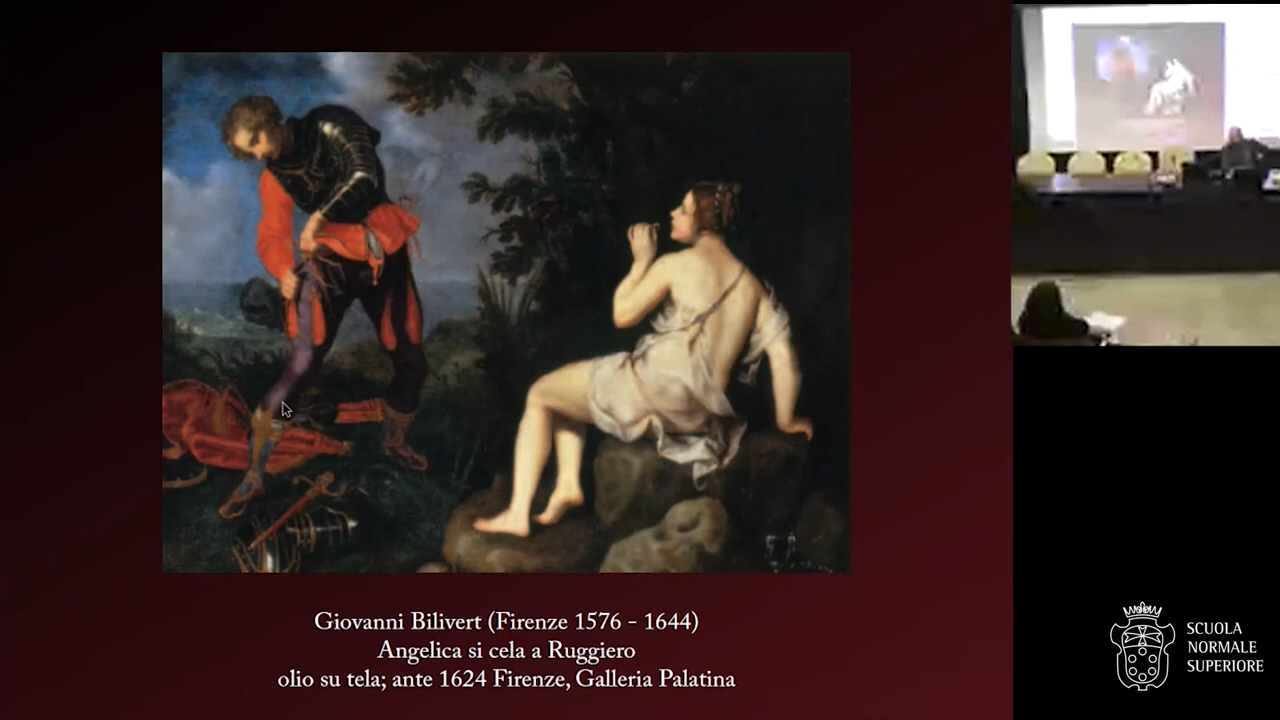 Giovanni Bilivert (Firenze 1576 - 1644)
Angelica si cela a Ruggiero
olio su tela; ante 1624 Firenze, Galleria Palatina
SCUOLA
NORMALE
SUPERIORE